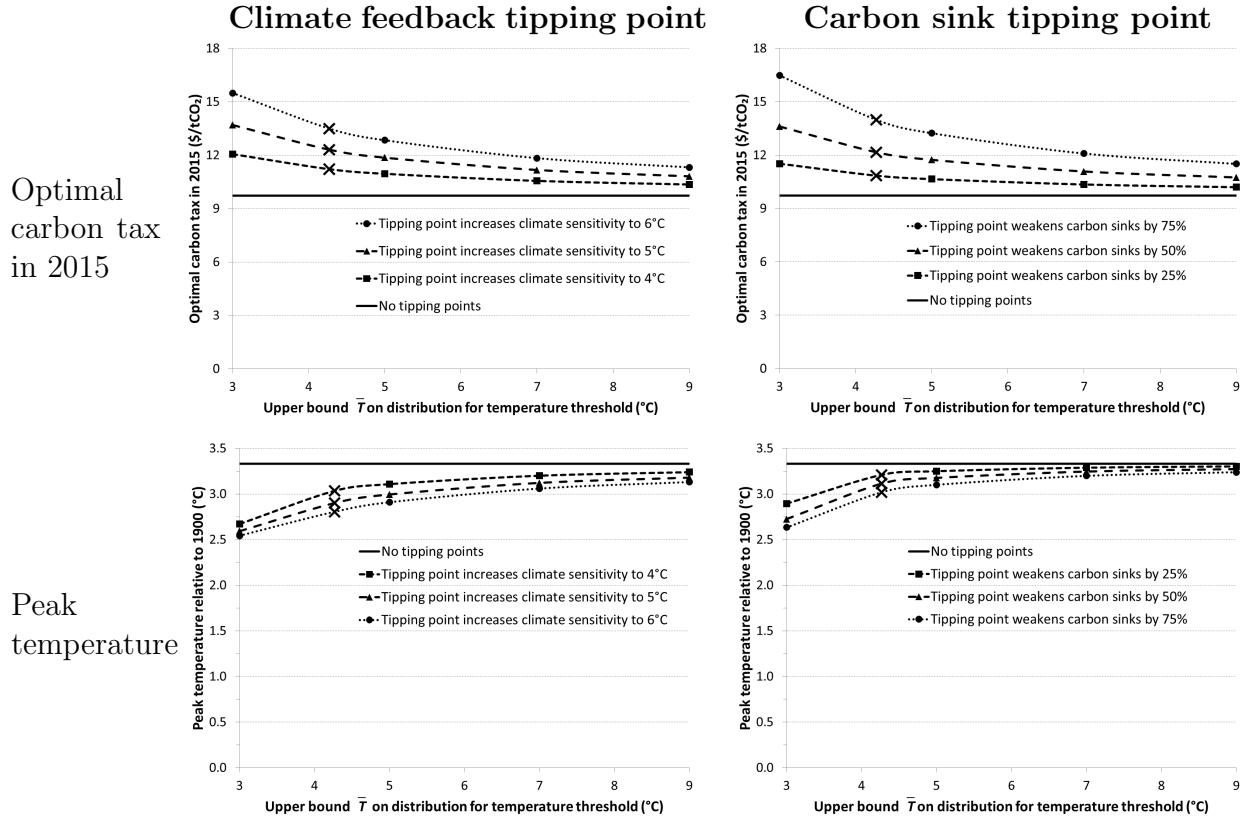 Climate feedback tipping point
Carbon sink tipping point
Optimal
carbon tax
in 2015
Optimal carbon tax in 2015 ($/tCO₂)
18
15
12
9
6
3
0
Tipping point increases climate sensitivity to 6°C
Tipping point increases climate sensitivity to 5°C
Tipping point increases climate sensitivity to 4°C
No tipping points
3 4 5 6 7 8 9
Upper bound T̅ on distribution for temperature threshold (°C)
Optimal carbon tax in 2015 ($/tCO₂)
18
15
12
9
6
3
0
Tipping point weakens carbon sinks by 75%
Tipping point weakens carbon sinks by 50%
Tipping point weakens carbon sinks by 25%
No tipping points
3 4 5 6 7 8 9
Upper bound T̅ on distribution for temperature threshold (°C)
Peak
temperature
Peak temperature relative to 1900 (°C)
3.5
3.0
2.5
2.0
1.5
1.0
0.5
0.0
No tipping points
Tipping point increases climate sensitivity to 4°C
Tipping point increases climate sensitivity to 5°C
Tipping point increases climate sensitivity to 6°C
3 4 5 6 7 8 9
Upper bound T̅ on distribution for temperature threshold (°C)
Peak temperature relative to 1900 (°C)
3.5
3.0
2.5
2.0
1.5
1.0
0.5
0.0
No tipping points
Tipping point weakens carbon sinks by 25%
Tipping point weakens carbon sinks by 50%
Tipping point weakens carbon sinks by 75%
3 4 5 6 7 8 9
Upper bound T̅ on distribution for temperature threshold (°C)